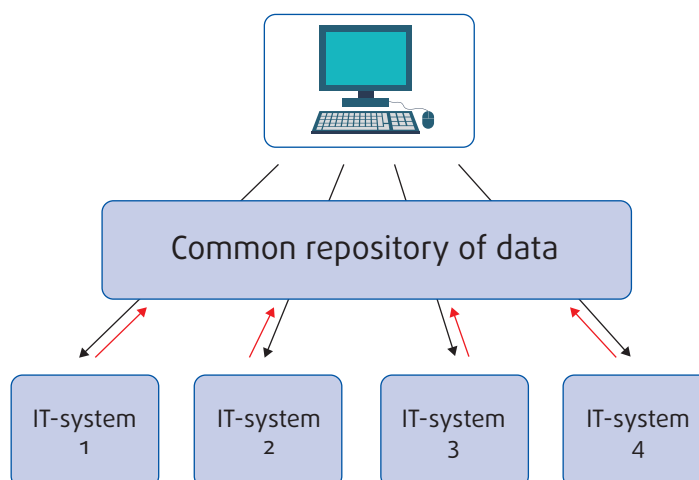 Common repository of data
IT-system
1
IT-system
2
IT-system
3
IT-system
4